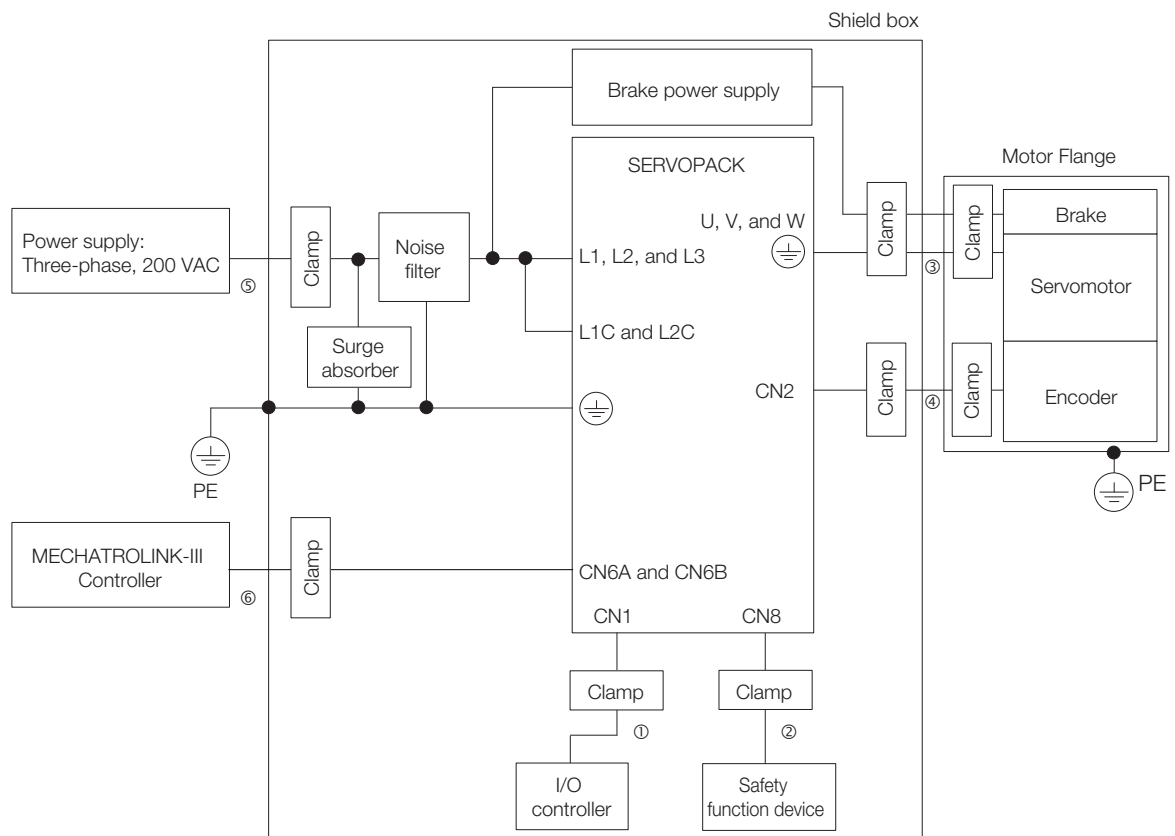 Shield box
Brake power supply
SERVOPACK
Motor Flange
Power supply:
Three-phase, 200 VAC
⑤
Clamp
Noise
filter
L1, L2, and L3
U, V, and W
Clamp
③
Clamp
Brake
Servomotor
Surge
absorber
L1C and L2C
CN2
Clamp
④
Clamp
Encoder
PE
PE
MECHATROLINK-III
Controller
⑥
Clamp
CN6A and CN6B
CN1
CN8
Clamp
Clamp
①
②
I/O
controller
Safety
function device